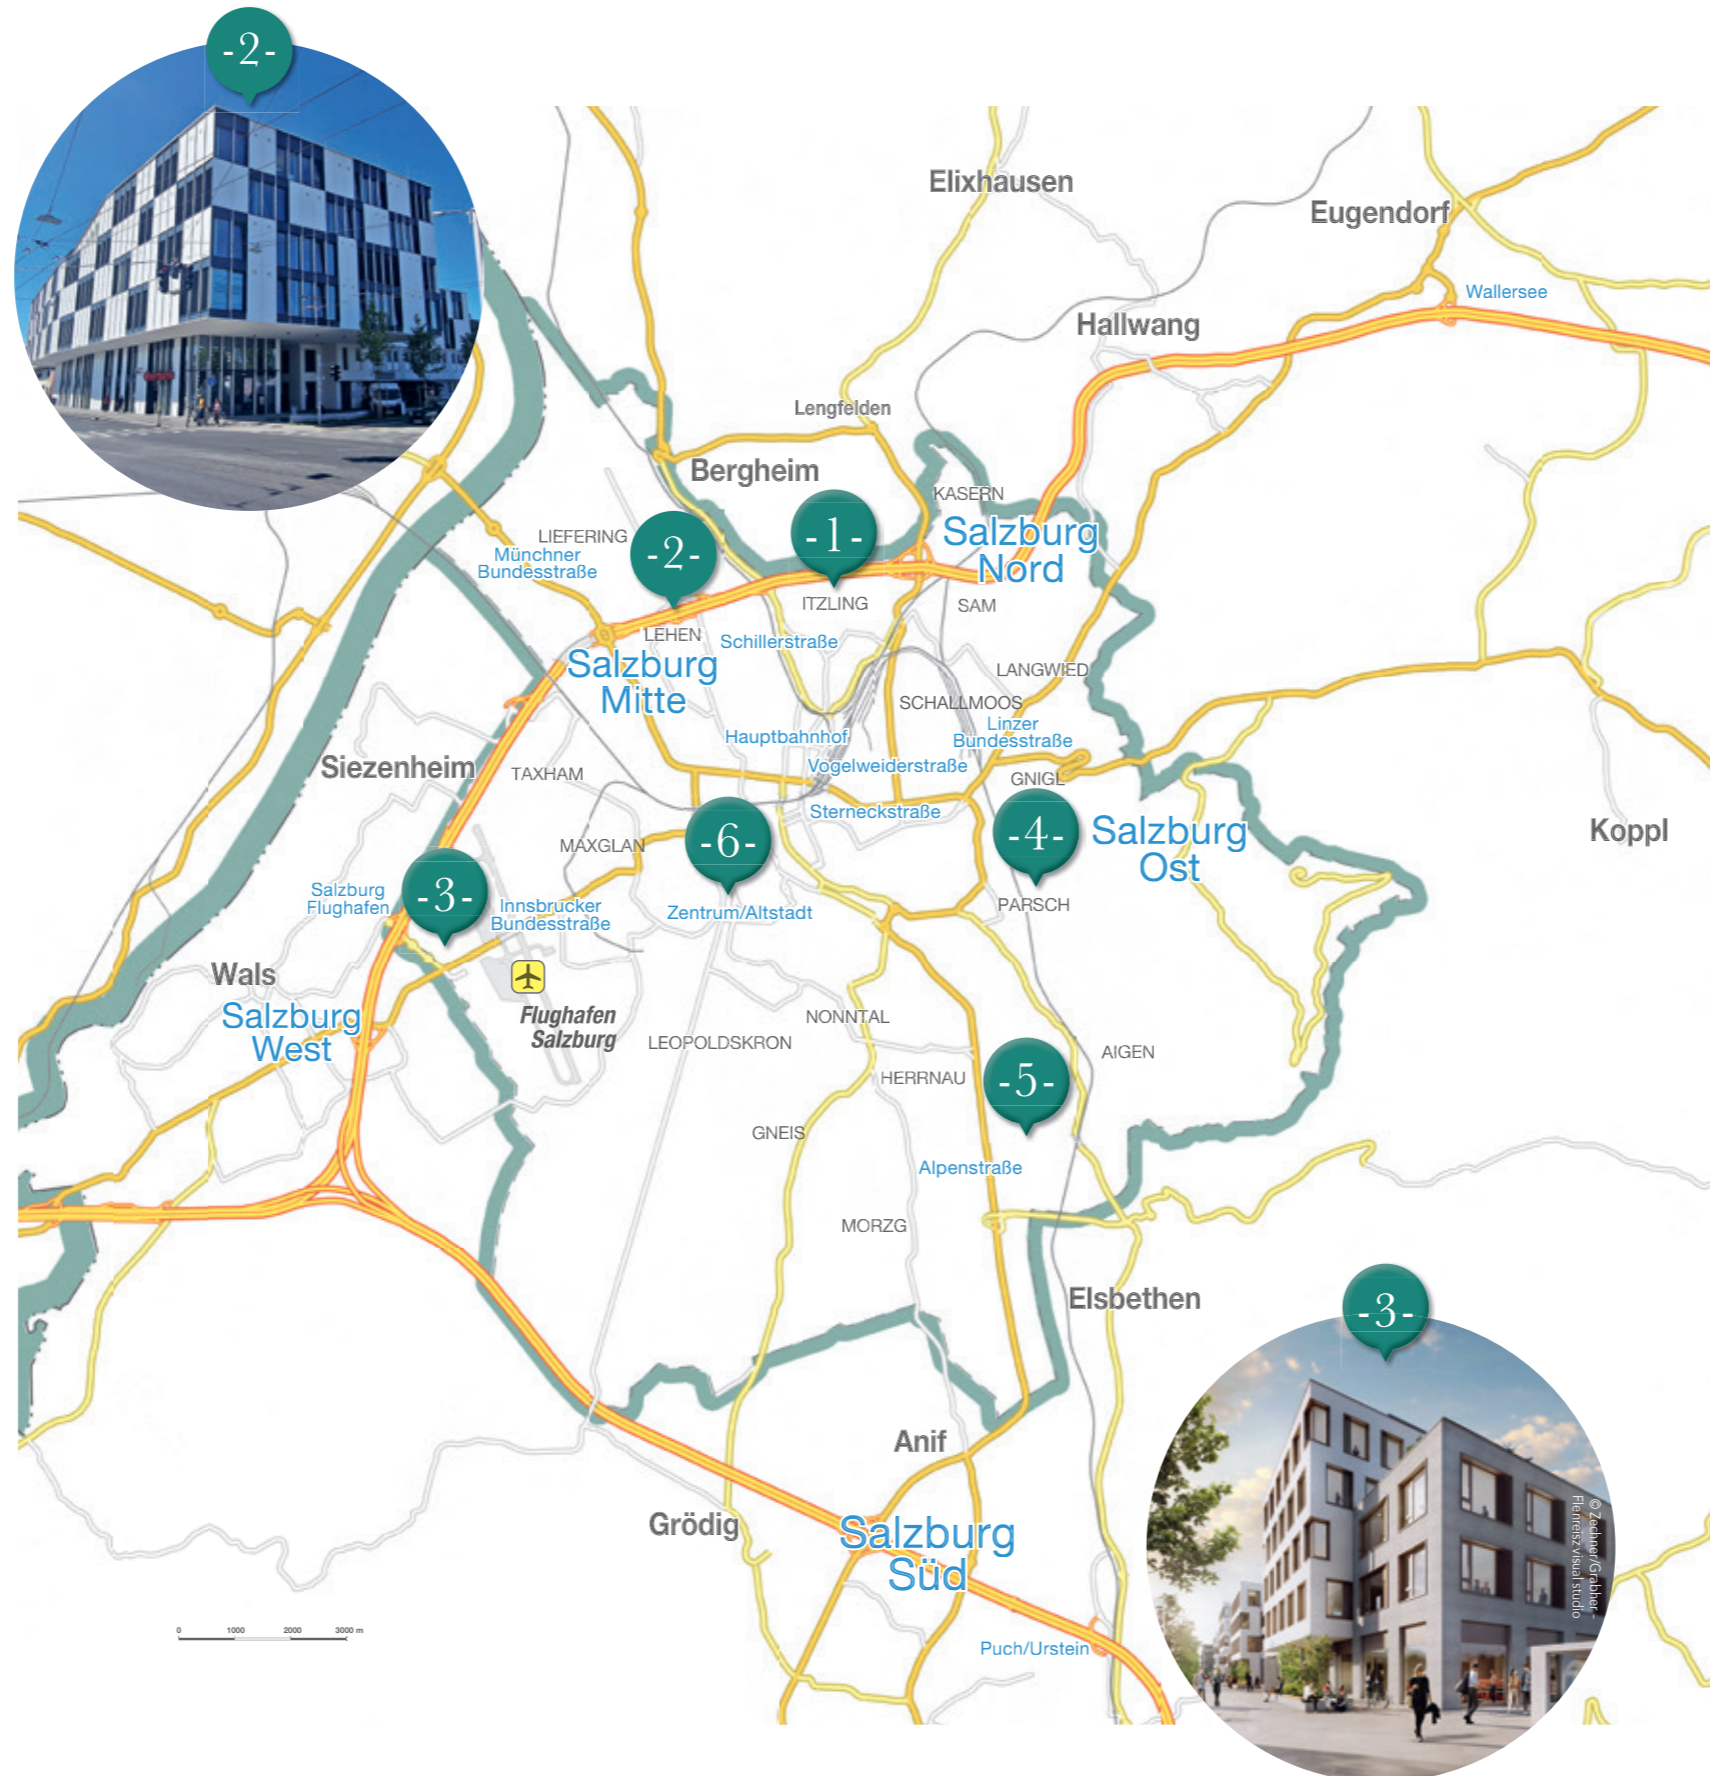 -2-
Elixhausen
Eugendorf
Wallersee
Hallwang
Lengfelden
Bergheim
KASERN
LIEFERING
Münchner
Bundesstraße
-2-
-1-
Salzburg
Nord
ITZLING
SAM
LEHEN
Schillerstraße
Salzburg
Mitte
LANGWIED
SCHALLMOOS
Linzer
Bundesstraße
Hauptbahnhof
Siezenheim
TAXHAM
Vogelweiderstraße
GNIGL
Sterneckstraße
-4-
Salzburg
Ost
Koppl
MAXGLAN
-6-
Salzburg
Flughafen
-3-
Innsbrucker
Bundesstraße
Zentrum/Altstadt
PARSCH
Wals
Salzburg
West
Flughafen
Salzburg
NONNTAL
LEOPOLDSKRON
AIGEN
HERRNAU
-5-
GNEIS
Alpenstraße
MORZG
Elsbethen
-3-
Anif
Grödig
Salzburg
Süd
Puch/Urstein
0 1000 2000 3000 m
© Zechner/Grabher -
Flenreisz visual studio